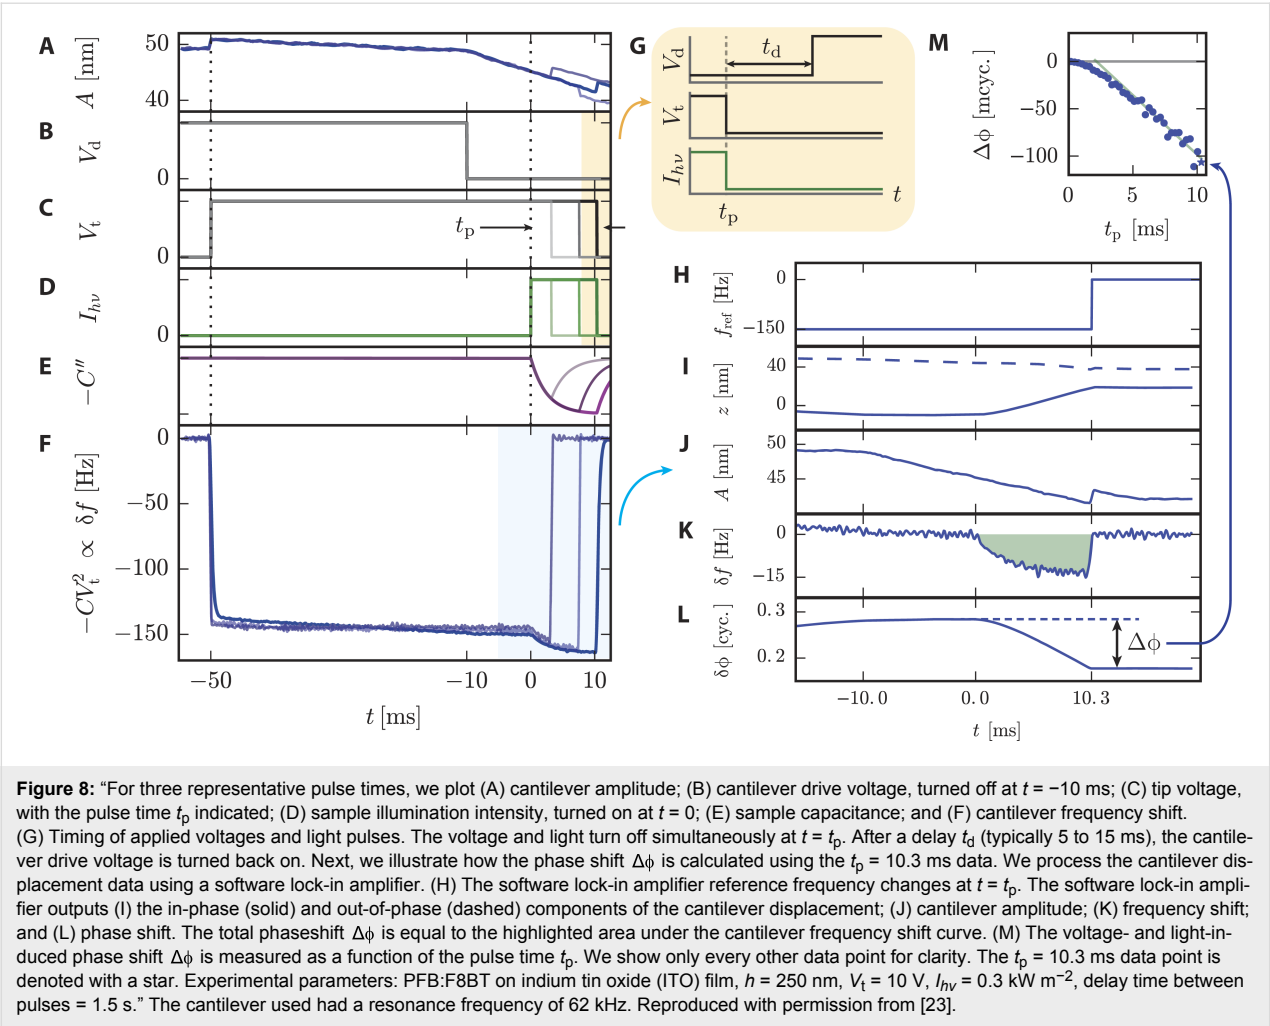 A
A [nm]
50
40
B
V_d
0
C
V_t
0
t_p
D
I_hν
0
E
−C″
F
−CV_t² ∝ δf [Hz]
0
−50
−100
−150
−50
−10
0
10
t [ms]
G
V_d
t_d
V_t
I_hν
t
t_p
M
Δϕ [mcyc.]
0
−50
−100
0
5
10
t_p [ms]
H
f_ref [Hz]
0
−150
I
z [nm]
40
0
J
A [nm]
50
45
K
δf [Hz]
0
−15
L
δϕ [cyc.]
0.3
0.2
Δϕ
−10.0
0.0
10.3
t [ms]
Figure 8: “For three representative pulse times, we plot (A) cantilever amplitude; (B) cantilever drive voltage, turned off at t = −10 ms; (C) tip voltage,
with the pulse time t_p indicated; (D) sample illumination intensity, turned on at t = 0; (E) sample capacitance; and (F) cantilever frequency shift.
(G) Timing of applied voltages and light pulses. The voltage and light turn off simultaneously at t = t_p. After a delay t_d (typically 5 to 15 ms), the cantile-
ver drive voltage is turned back on. Next, we illustrate how the phase shift Δϕ is calculated using the t_p = 10.3 ms data. We process the cantilever dis-
placement data using a software lock-in amplifier. (H) The software lock-in amplifier reference frequency changes at t = t_p. The software lock-in ampli-
fier outputs (I) the in-phase (solid) and out-of-phase (dashed) components of the cantilever displacement; (J) cantilever amplitude; (K) frequency shift;
and (L) phase shift. The total phaseshift Δϕ is equal to the highlighted area under the cantilever frequency shift curve. (M) The voltage- and light-in-
duced phase shift Δϕ is measured as a function of the pulse time t_p. We show only every other data point for clarity. The t_p = 10.3 ms data point is
denoted with a star. Experimental parameters: PFB:F8BT on indium tin oxide (ITO) film, h = 250 nm, V_t = 10 V, I_hν = 0.3 kW m⁻², delay time between
pulses = 1.5 s.” The cantilever used had a resonance frequency of 62 kHz. Reproduced with permission from [23].